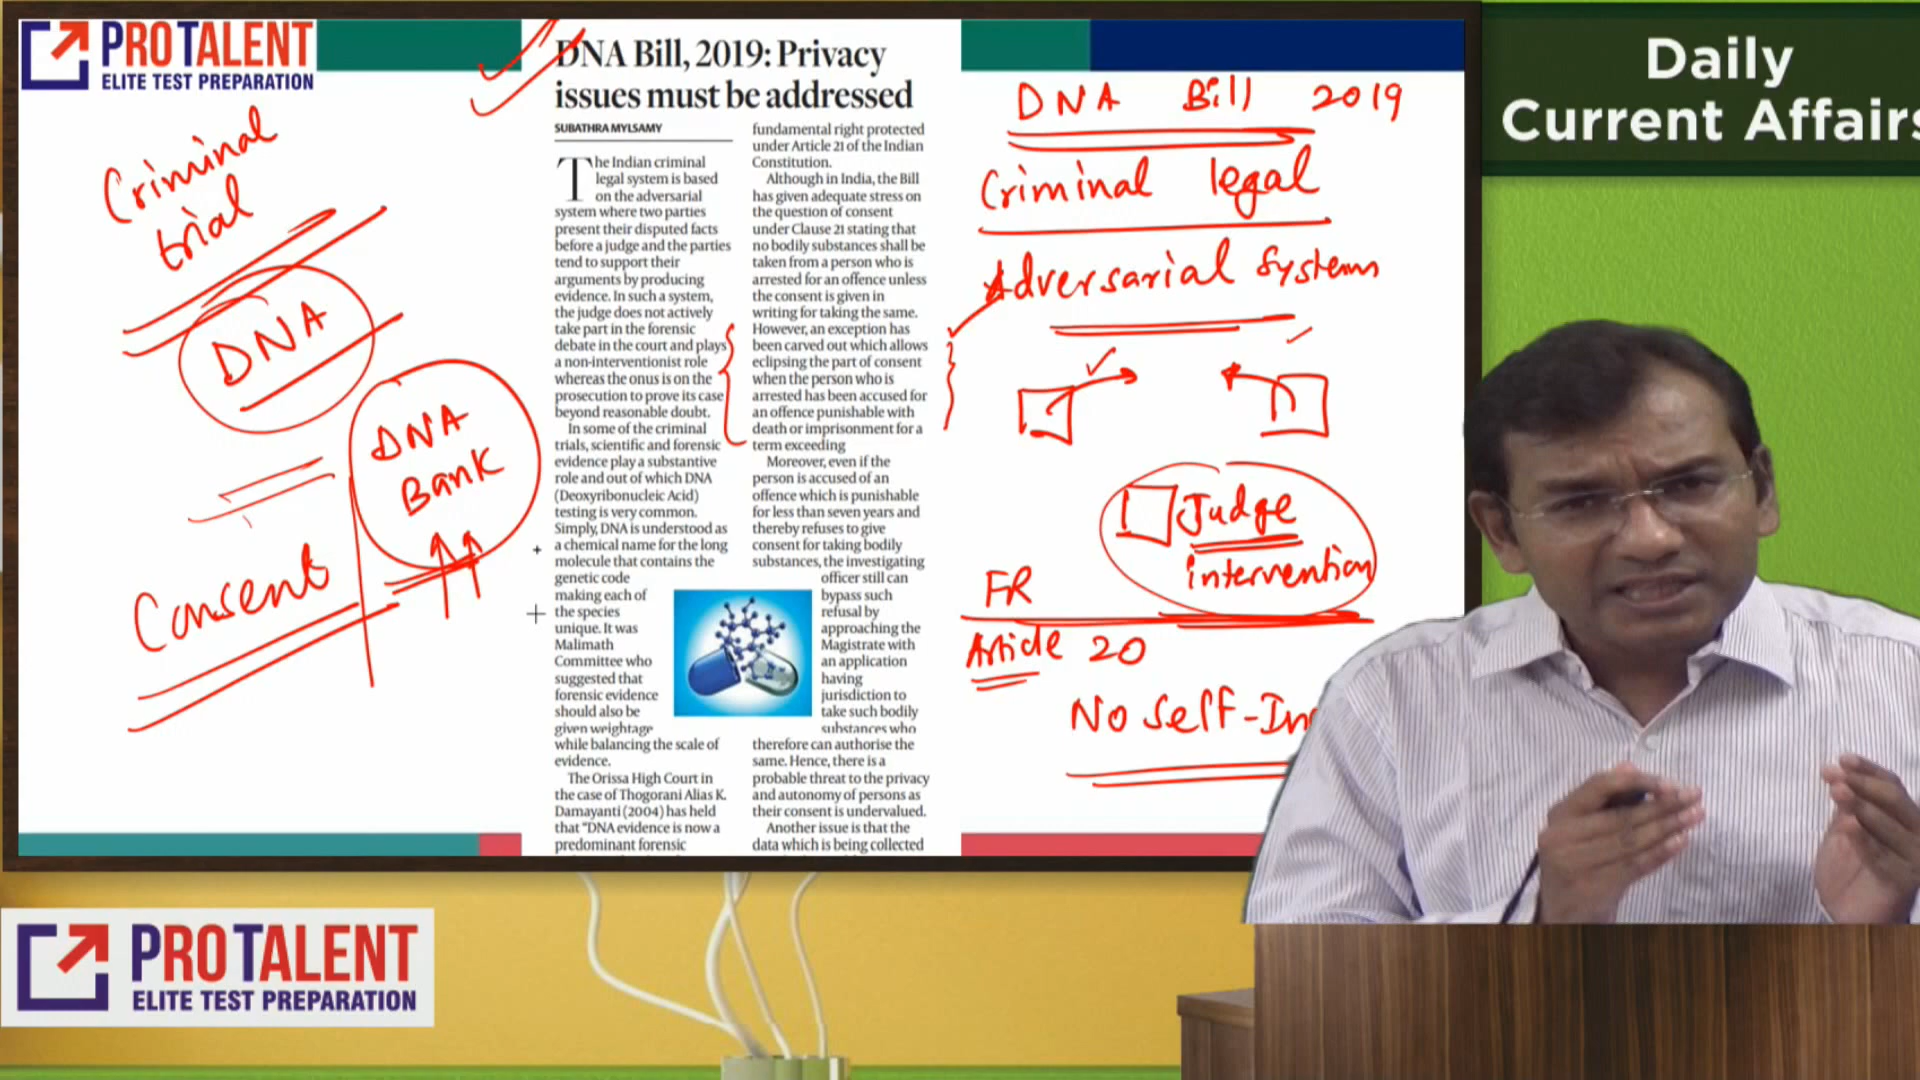 PROTALENT
ELITE TEST PREPARATION
Criminal
trial
DNA
DNA
Bank
Consent
DNA Bill, 2019: Privacy
issues must be addressed
SUBATHRA MYLSAMY
The Indian criminal
legal system is based
on the adversarial
system where two parties
present their disputed facts
before a judge and the parties
tend to support their
arguments by producing
evidence. In such a system,
the judge does not actively
take part in the forensic
debate in the court and plays
a non-interventionist role
whereas the onus is on the
prosecution to prove its case
beyond reasonable doubt.
In some of the criminal
trials, scientific and forensic
evidence play a substantive
role and out of which DNA
(Deoxyribonucleic Acid)
testing is very common.
Simply, DNA is understood as
a chemical name for the long
molecule that contains the
genetic code
making each of
the species
unique. It was
Malimath
Committee who
suggested that
forensic evidence
should also be
given weightage
while balancing the scale of
evidence.
The Orissa High Court in
the case of Thogorani Alias K.
Damayanti (2004) has held
that "DNA evidence is now a
predominant forensic
fundamental right protected
under Article 21 of the Indian
Constitution.
Although in India, the Bill
has given adequate stress on
the question of consent
under Clause 21 stating that
no bodily substances shall be
taken from a person who is
arrested for an offence unless
the consent is given in
writing for taking the same.
However, an exception has
been carved out which allows
eclipsing the part of consent
when the person who is
arrested has been accused for
an offence punishable with
death or imprisonment for a
term exceeding
Moreover, even if the
person is accused of an
offence which is punishable
for less than seven years and
thereby refuses to give
consent for taking bodily
substances, the investigating
officer still can
bypass such
refusal by
approaching the
Magistrate with
an application
having
jurisdiction to
take such bodily
substances who
therefore can authorise the
same. Hence, there is a
probable threat to the privacy
and autonomy of persons as
their consent is undervalued.
Another issue is that the
data which is being collected
DNA Bill 2019
Criminal legal
Adversarial Systems
Judge
intervention
FR
Article 20
No Self-In
Daily
Current Affairs
PROTALENT
ELITE TEST PREPARATION